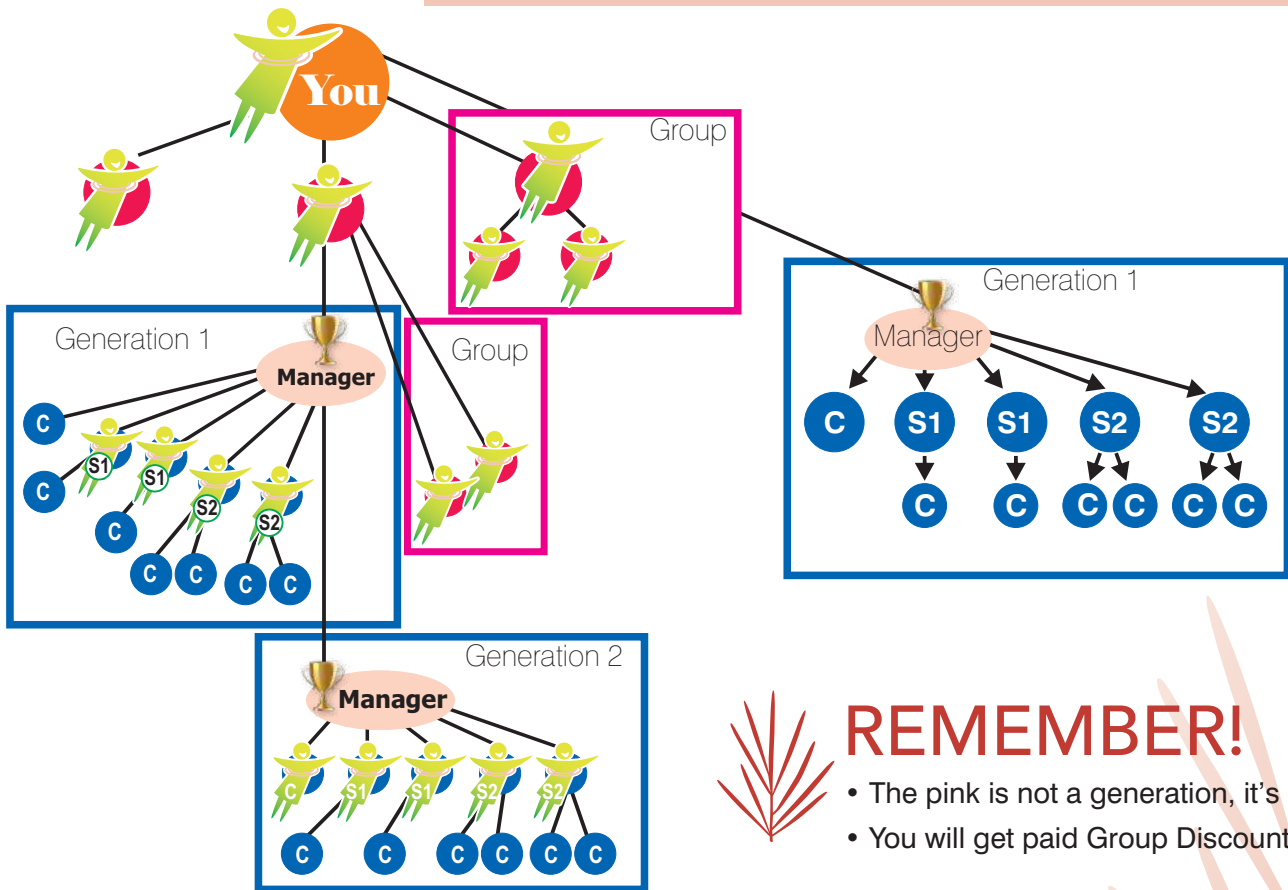 You
Group
Generation 1
Manager
C S1 S1 S2 S2
C C C C C C
Generation 1
Manager
Group
C
S1
S1
C
S2
S2
C
C C C C
Generation 2
Manager
C S1 S1 S2 S2
C C C C C C
REMEMBER!
• The pink is not a generation, it's
• You will get paid Group Discount